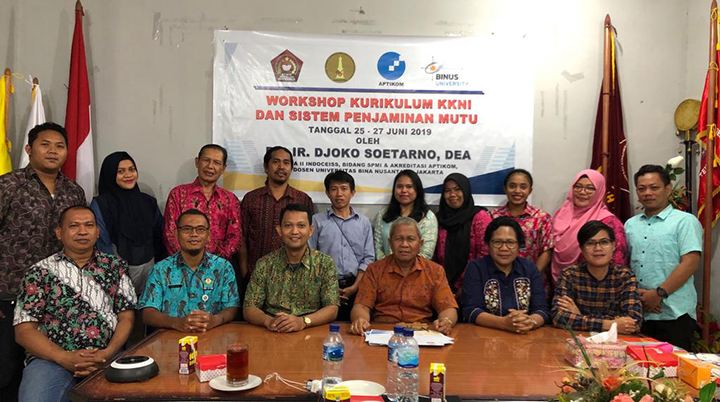 APTIKOM
BINUS
UNIVERSITY
WORKSHOP KURIKULUM KKNI
DAN SISTEM PENJAMINAN MUTU
TANGGAL 25 - 27 JUNI 2019
OLEH
IR. DJOKO SOETARNO, DEA
A II INDOCEISS, BIDANG SPMI & AKREDITASI APTIKOM,
DOSEN UNIVERSITAS BINA NUSANTARA JAKARTA